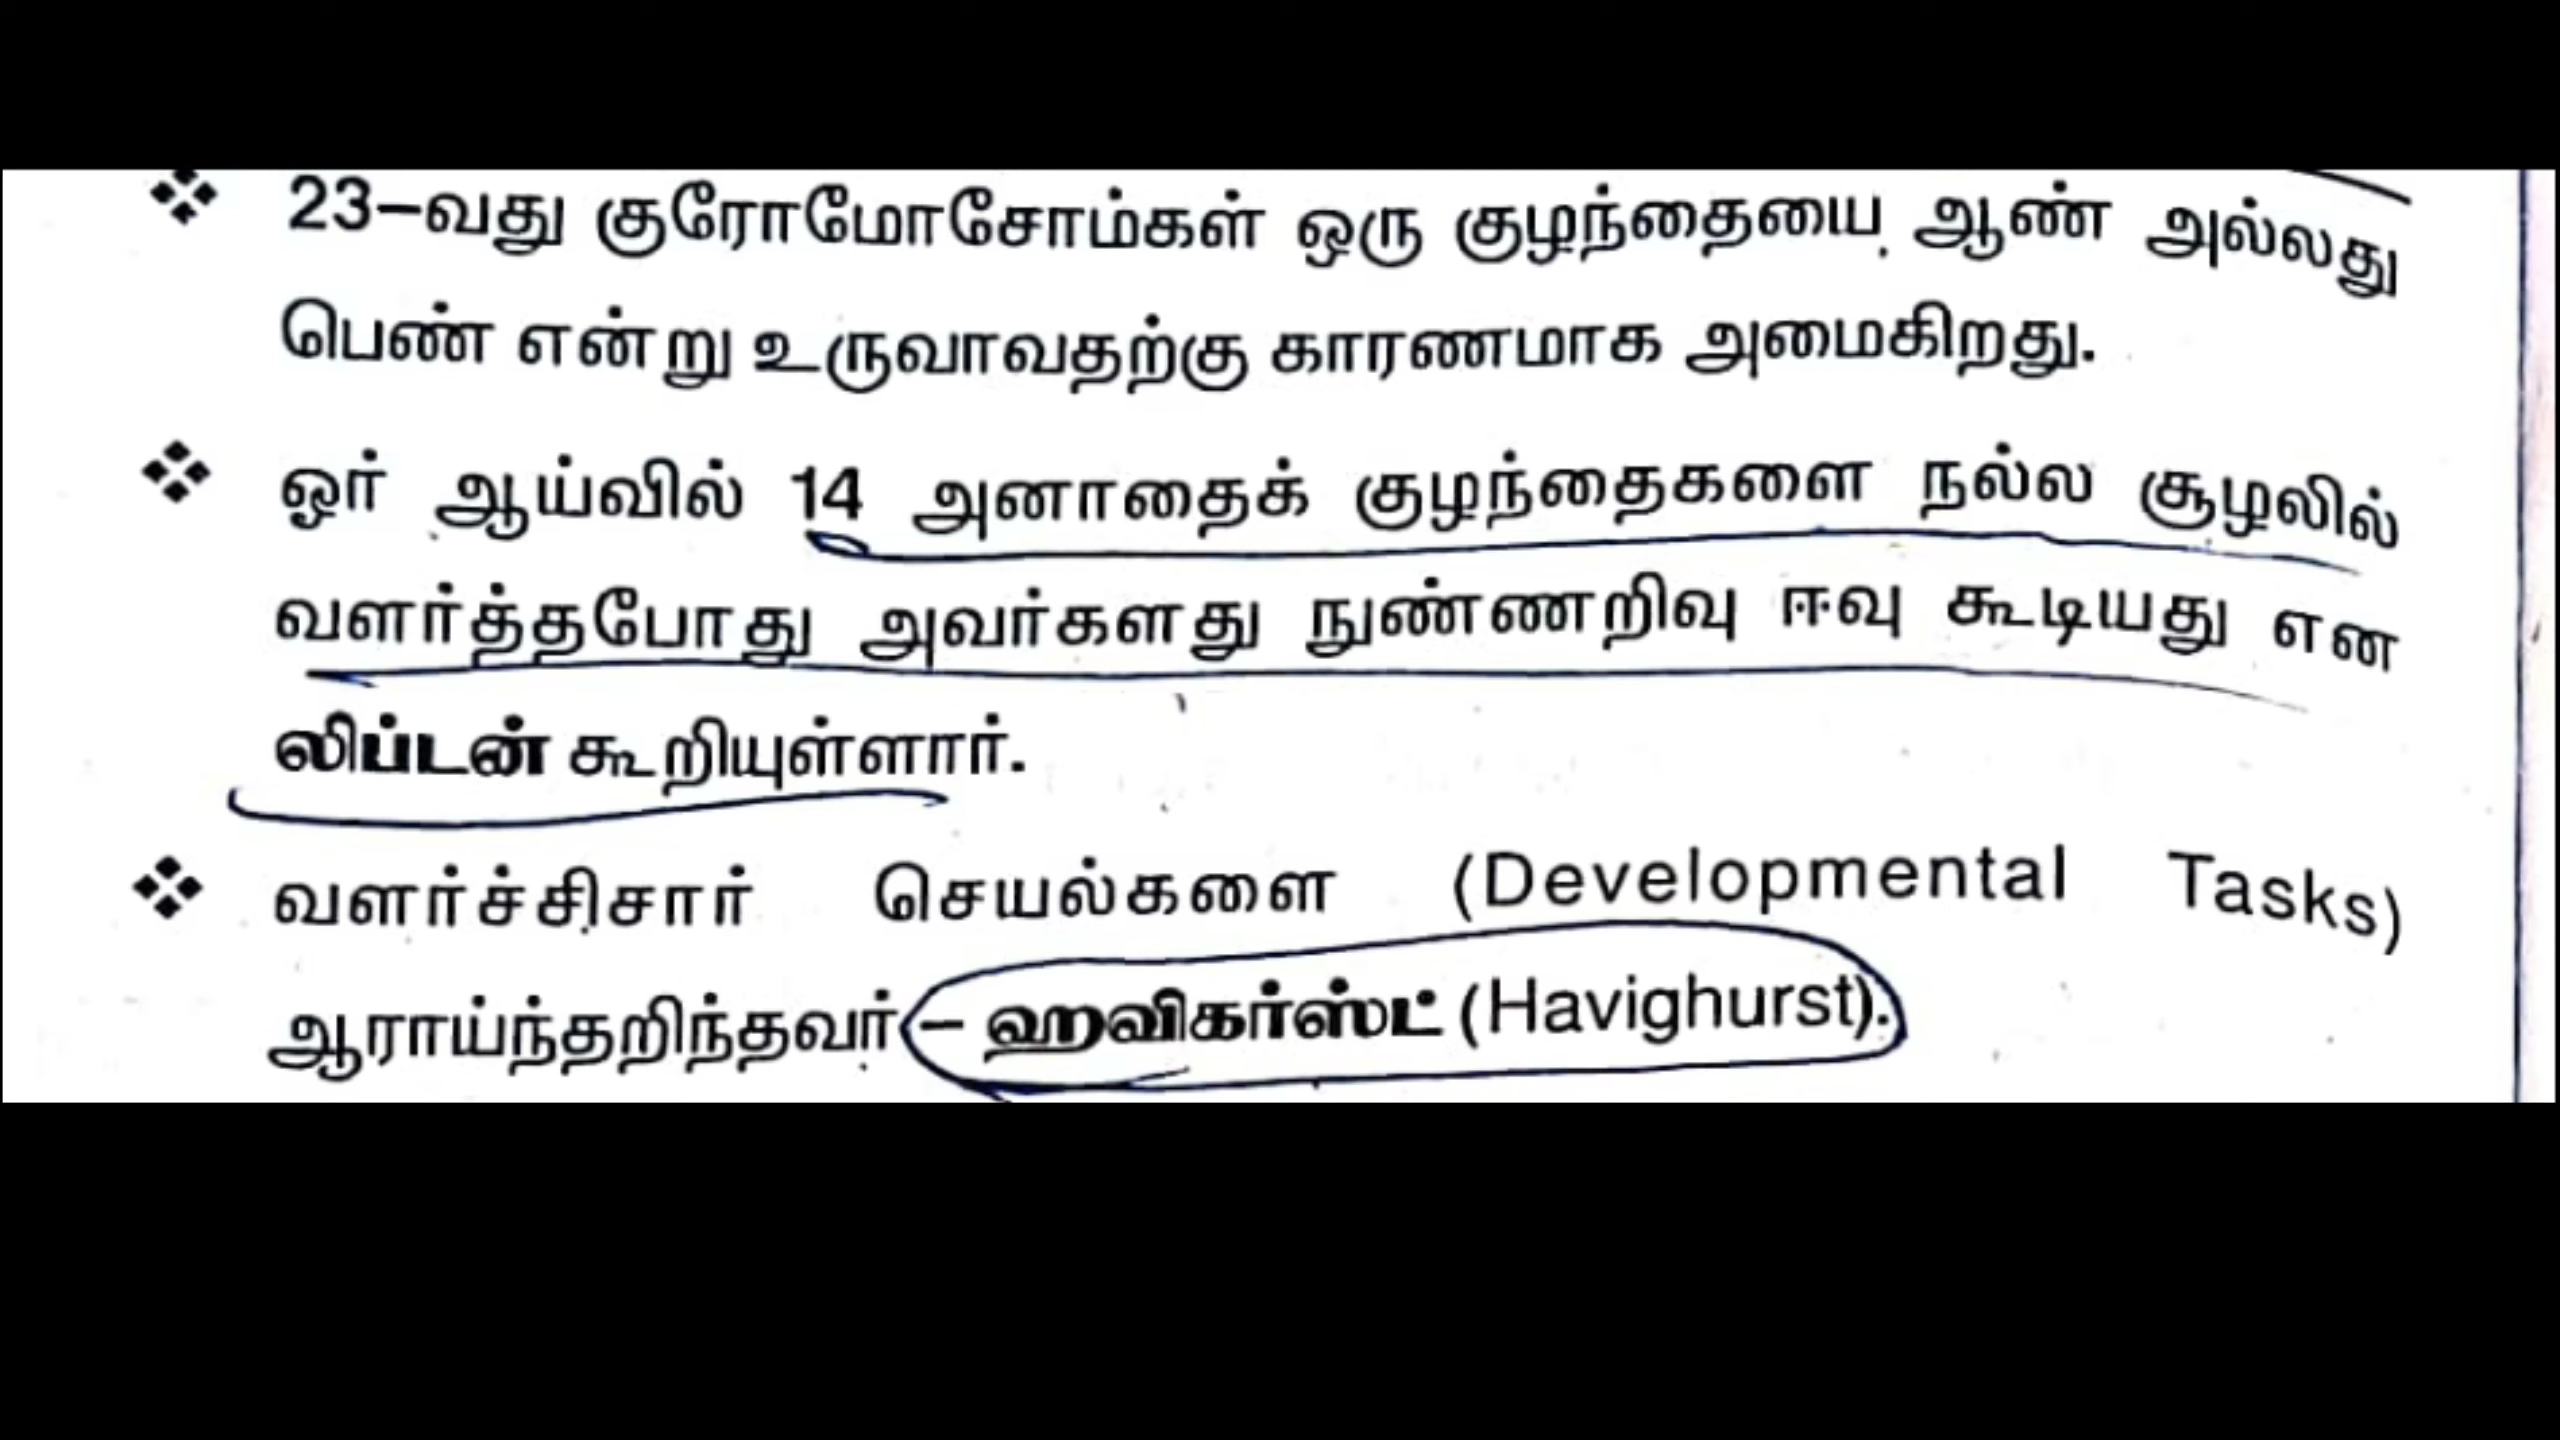 ❖ 23–வது குரோமோசோம்கள் ஒரு குழந்தையை ஆண் அல்லது
பெண் என்று உருவாவதற்கு காரணமாக அமைகிறது.
❖ ஓர் ஆய்வில் 14 அனாதைக் குழந்தைகளை நல்ல சூழலில்
வளர்த்தபோது அவர்களது நுண்ணறிவு ஈவு கூடியது என
லிப்டன் கூறியுள்ளார்.
❖ வளர்ச்சிசார் செயல்களை (Developmental Tasks)
ஆராய்ந்தறிந்தவர் – ஹவிகர்ஸ்ட் (Havighurst).